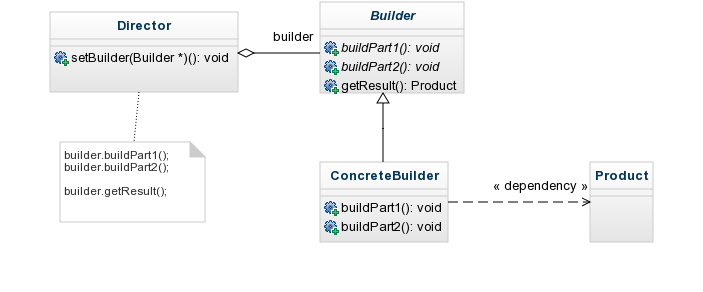 Director
setBuilder(Builder *)(): void
builder
Builder
buildPart1(): void
buildPart2(): void
getResult(): Product
builder.buildPart1();
builder.buildPart2();
builder.getResult();
ConcreteBuilder
buildPart1(): void
buildPart2(): void
« dependency »
Product